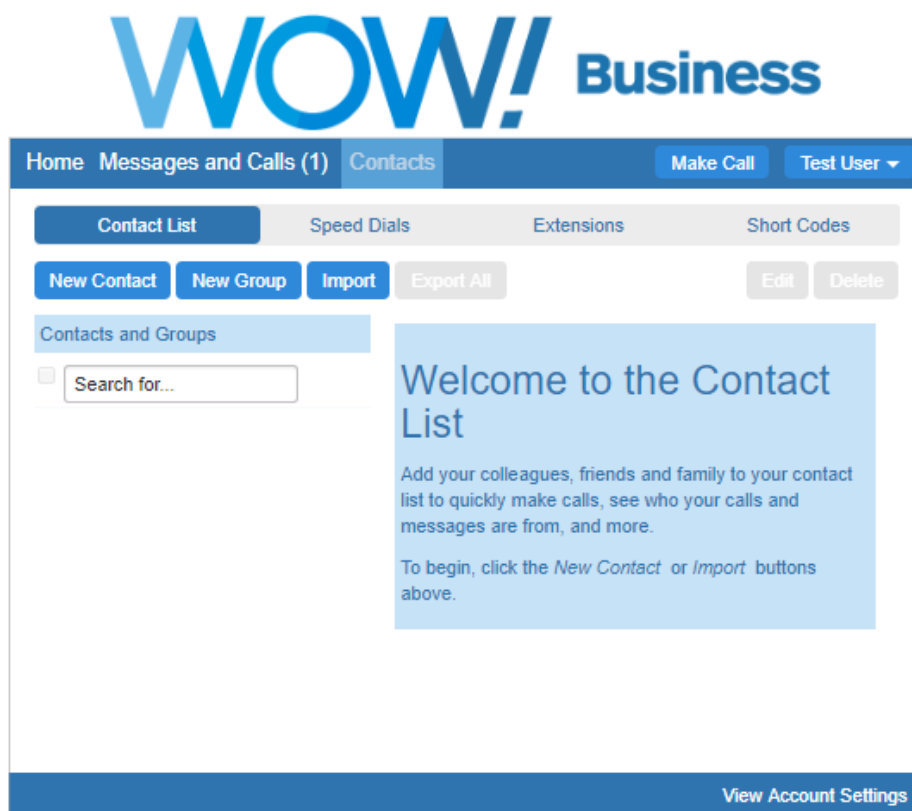 WOW! Business
Home Messages and Calls (1) Contacts Make Call Test User
Contact List Speed Dials Extensions Short Codes
New Contact New Group Import Export All Edit Delete
Contacts and Groups
Search for...
Welcome to the Contact
List
Add your colleagues, friends and family to your contact
list to quickly make calls, see who your calls and
messages are from, and more.
To begin, click the New Contact or Import buttons
above.
View Account Settings